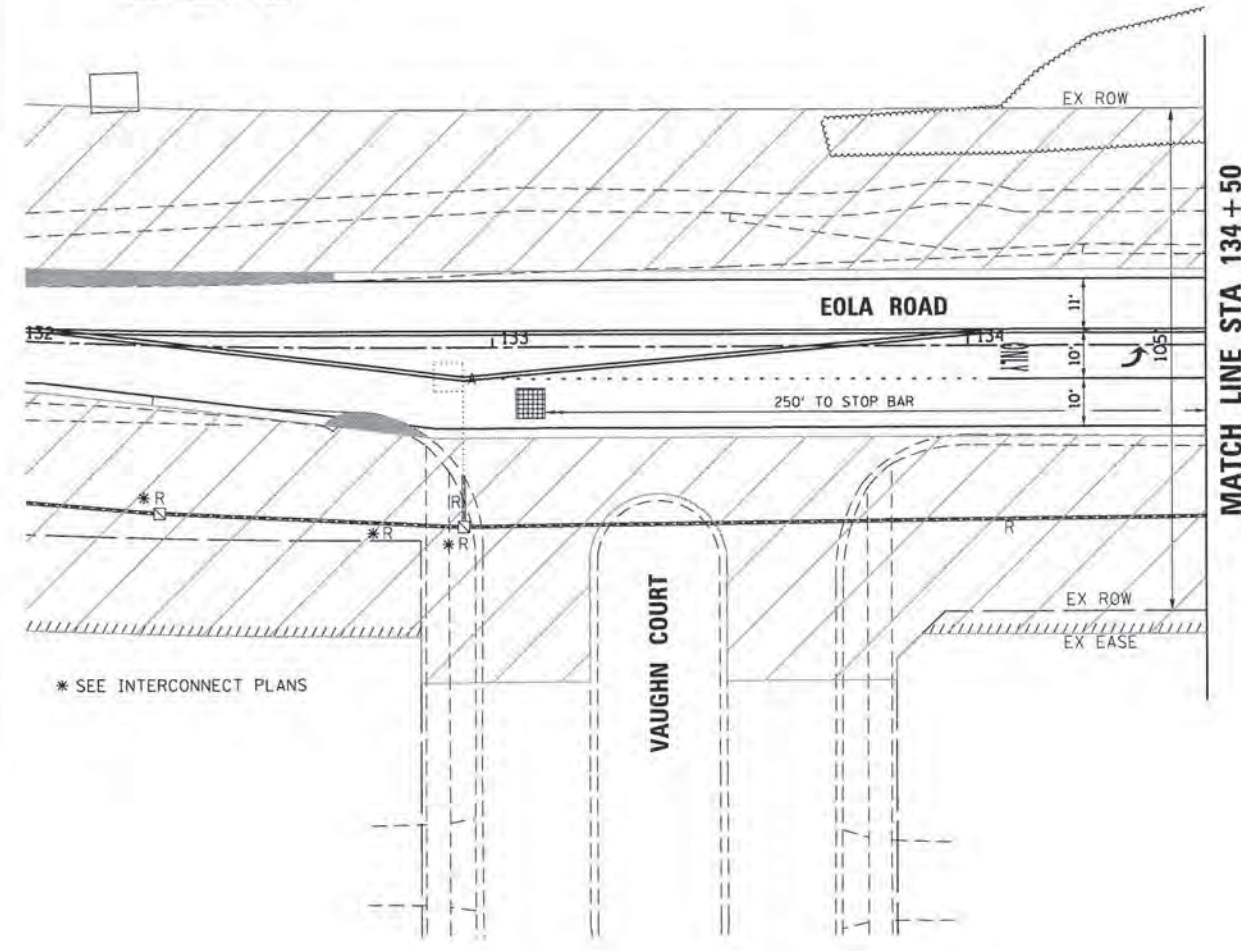 EX ROW
MATCH LINE STA 134+50
EOLA ROAD
11'
132
133
134
ONLY
10'
105'
A
250' TO STOP BAR
10'
* R
R
* R
* R
R
VAUGHN COURT
EX ROW
EX EASE
* SEE INTERCONNECT PLANS